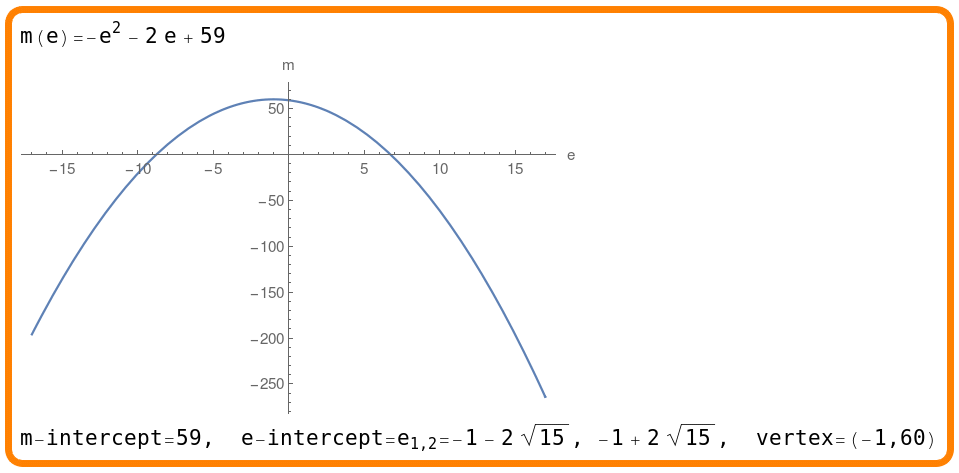 m(e)=-e² - 2 e + 59
m
50
e
-15 -10 -5 5 10 15
-50
-100
-150
-200
-250
m-intercept=59, e-intercept=e₁,₂=-1 - 2 √15, -1 + 2 √15, vertex=(-1,60)